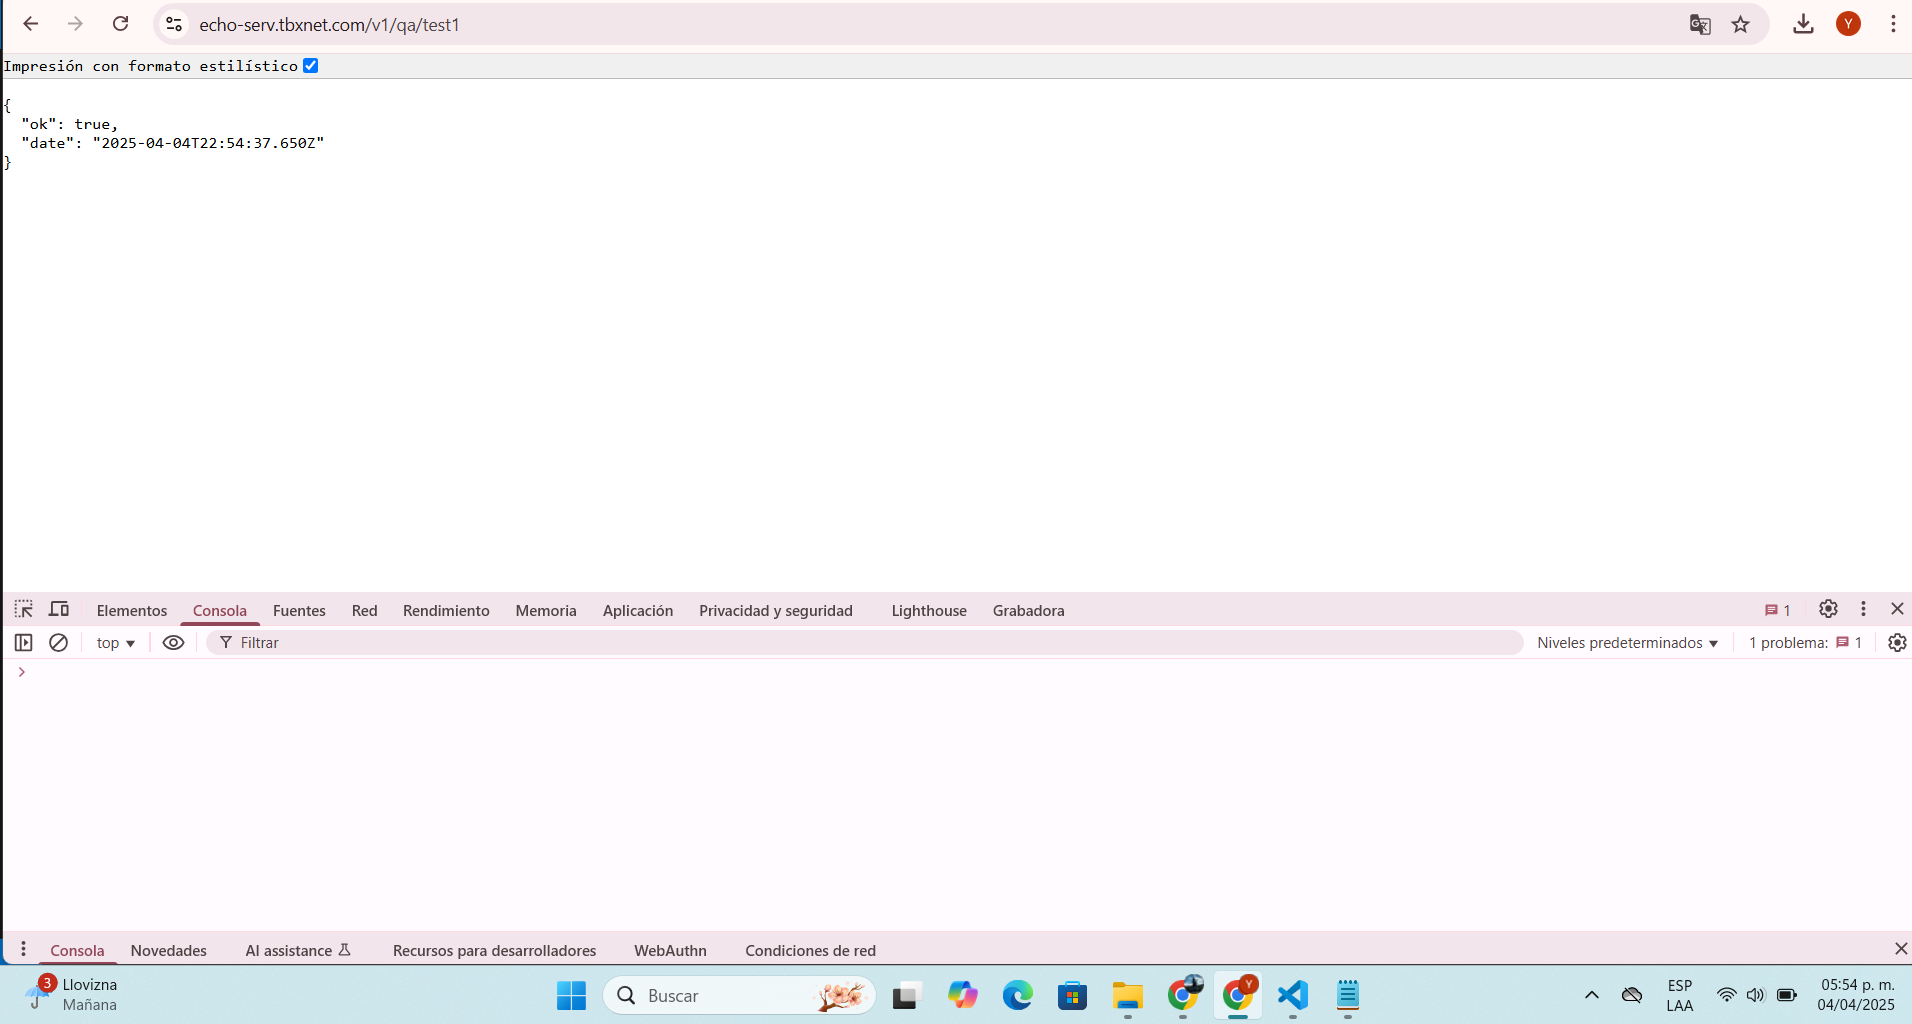 echo-serv.tbxnet.com/v1/qa/test1
Y
Impresión con formato estilístico
{
"ok": true,
"date": "2025-04-04T22:54:37.650Z"
}
Elementos Consola Fuentes Red Rendimiento Memoria Aplicación Privacidad y seguridad Lighthouse Grabadora 1
top Filtrar Niveles predeterminados 1 problema: 1
>
Consola Novedades AI assistance Recursos para desarrolladores WebAuthn Condiciones de red
3 Llovizna
Mañana
Buscar
Y
ESP
LAA
05:54 p. m.
04/04/2025